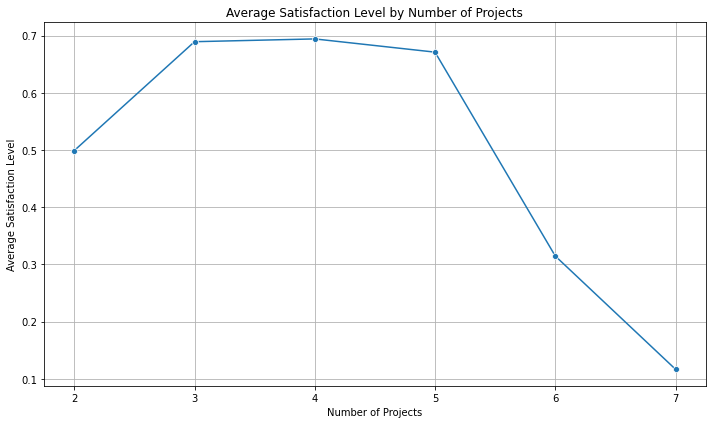 Average Satisfaction Level by Number of Projects
0.7
0.6
0.5
0.4
0.3
0.2
0.1
Average Satisfaction Level
2 3 4 5 6 7
Number of Projects